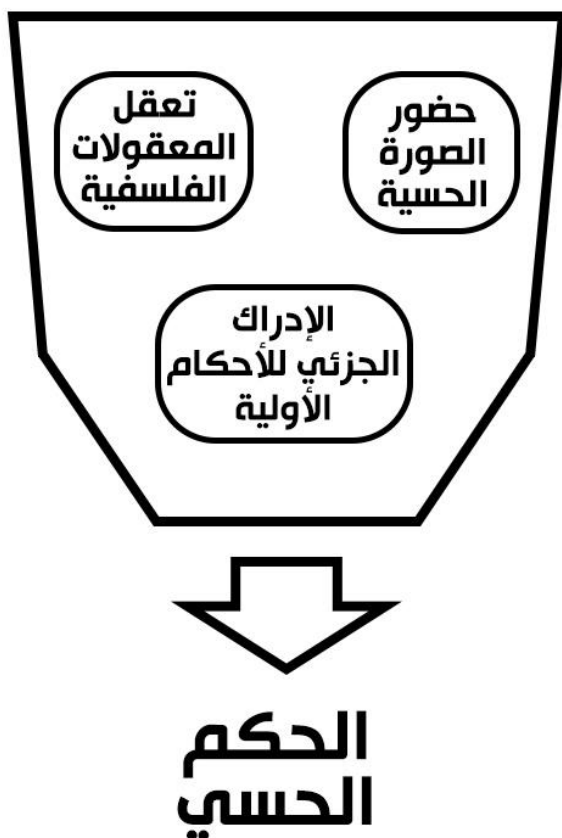 حضور
الصورة
الحسية
تعقل
المعقولات
الفلسفية
الإدراك
الجزئي للأحكام
الأولية
الحكم
الحسي